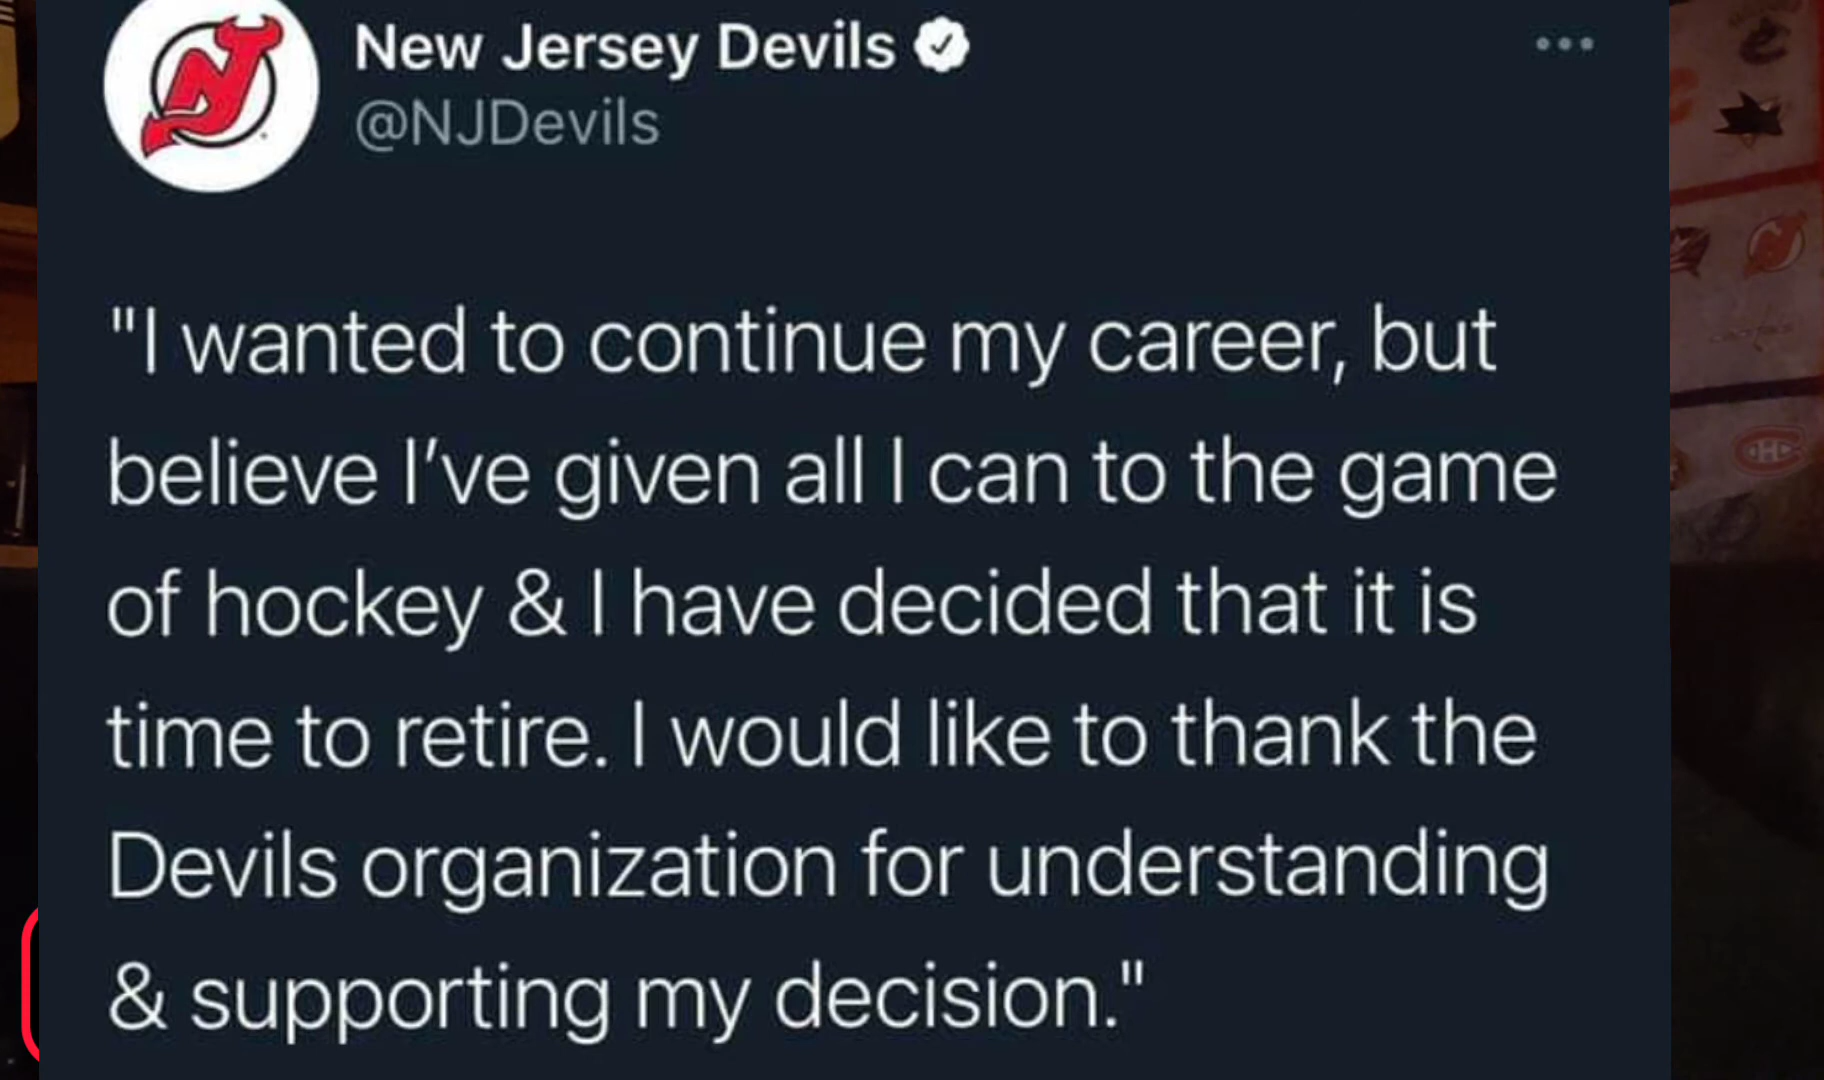 New Jersey Devils
@NJDevils
"I wanted to continue my career, but
believe I've given all I can to the game
of hockey & I have decided that it is
time to retire. I would like to thank the
Devils organization for understanding
& supporting my decision."